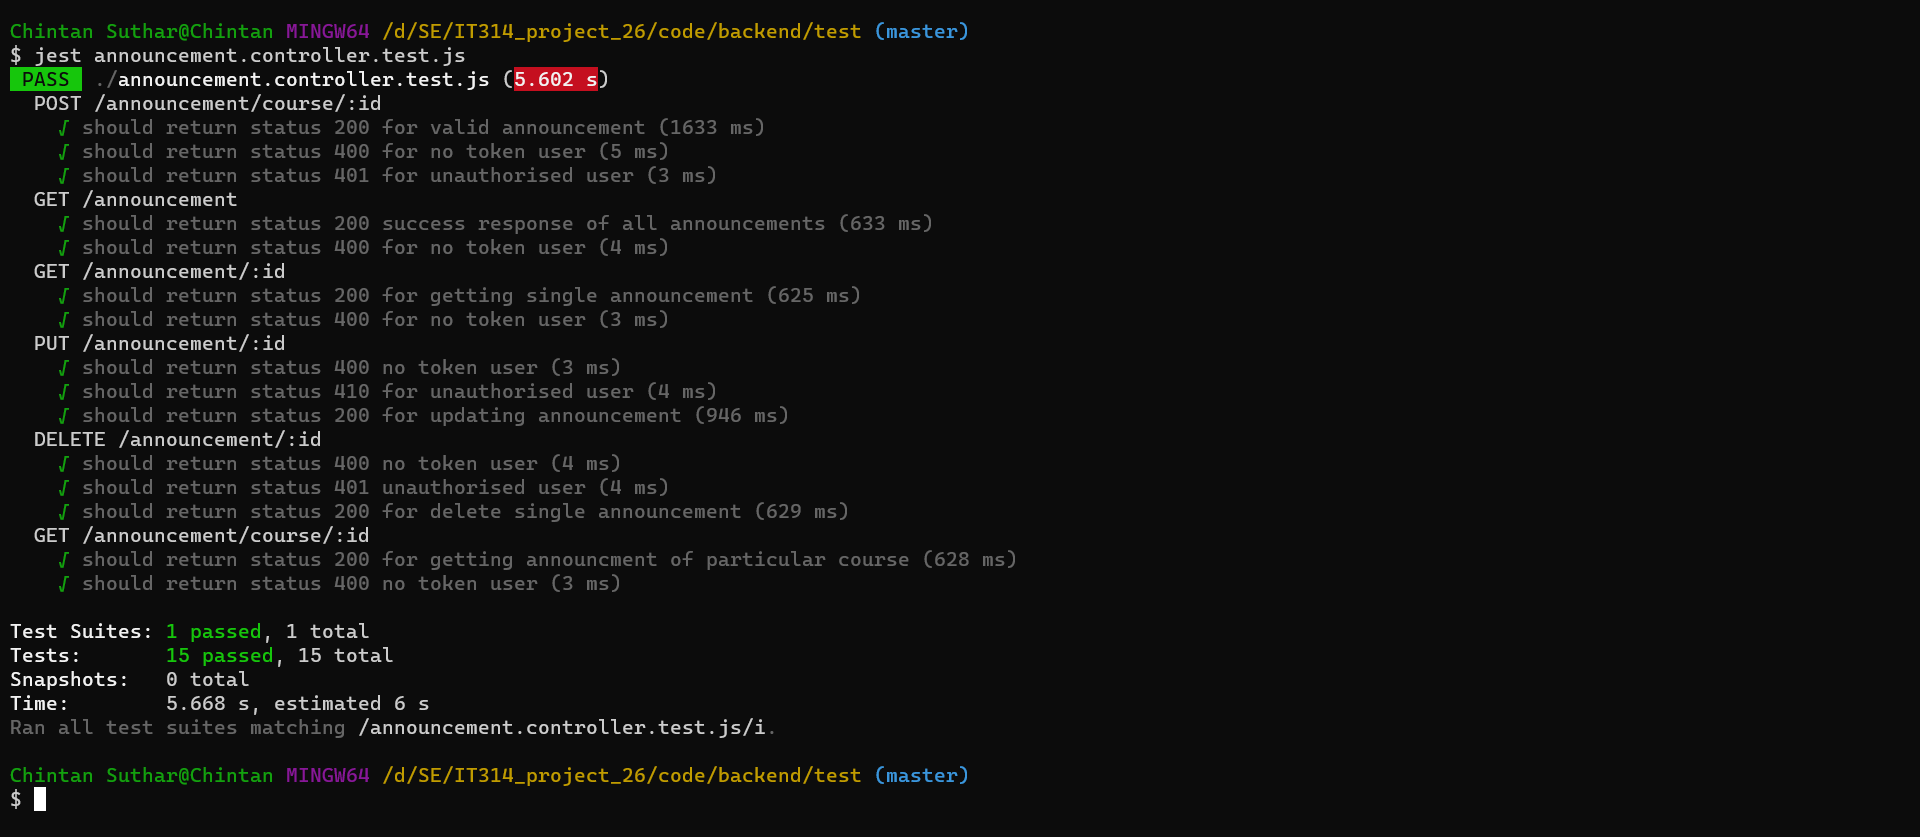 Chintan Suthar@Chintan MINGW64 /d/SE/IT314_project_26/code/backend/test (master)
$ jest announcement.controller.test.js
PASS ./announcement.controller.test.js (5.602 s)
POST /announcement/course/:id
√ should return status 200 for valid announcement (1633 ms)
√ should return status 400 for no token user (5 ms)
√ should return status 401 for unauthorised user (3 ms)
GET /announcement
√ should return status 200 success response of all announcements (633 ms)
√ should return status 400 for no token user (4 ms)
GET /announcement/:id
√ should return status 200 for getting single announcement (625 ms)
√ should return status 400 for no token user (3 ms)
PUT /announcement/:id
√ should return status 400 no token user (3 ms)
√ should return status 410 for unauthorised user (4 ms)
√ should return status 200 for updating announcement (946 ms)
DELETE /announcement/:id
√ should return status 400 no token user (4 ms)
√ should return status 401 unauthorised user (4 ms)
√ should return status 200 for delete single announcement (629 ms)
GET /announcement/course/:id
√ should return status 200 for getting announcment of particular course (628 ms)
√ should return status 400 no token user (3 ms)
Test Suites: 1 passed, 1 total
Tests: 15 passed, 15 total
Snapshots: 0 total
Time: 5.668 s, estimated 6 s
Ran all test suites matching /announcement.controller.test.js/i.
Chintan Suthar@Chintan MINGW64 /d/SE/IT314_project_26/code/backend/test (master)
$